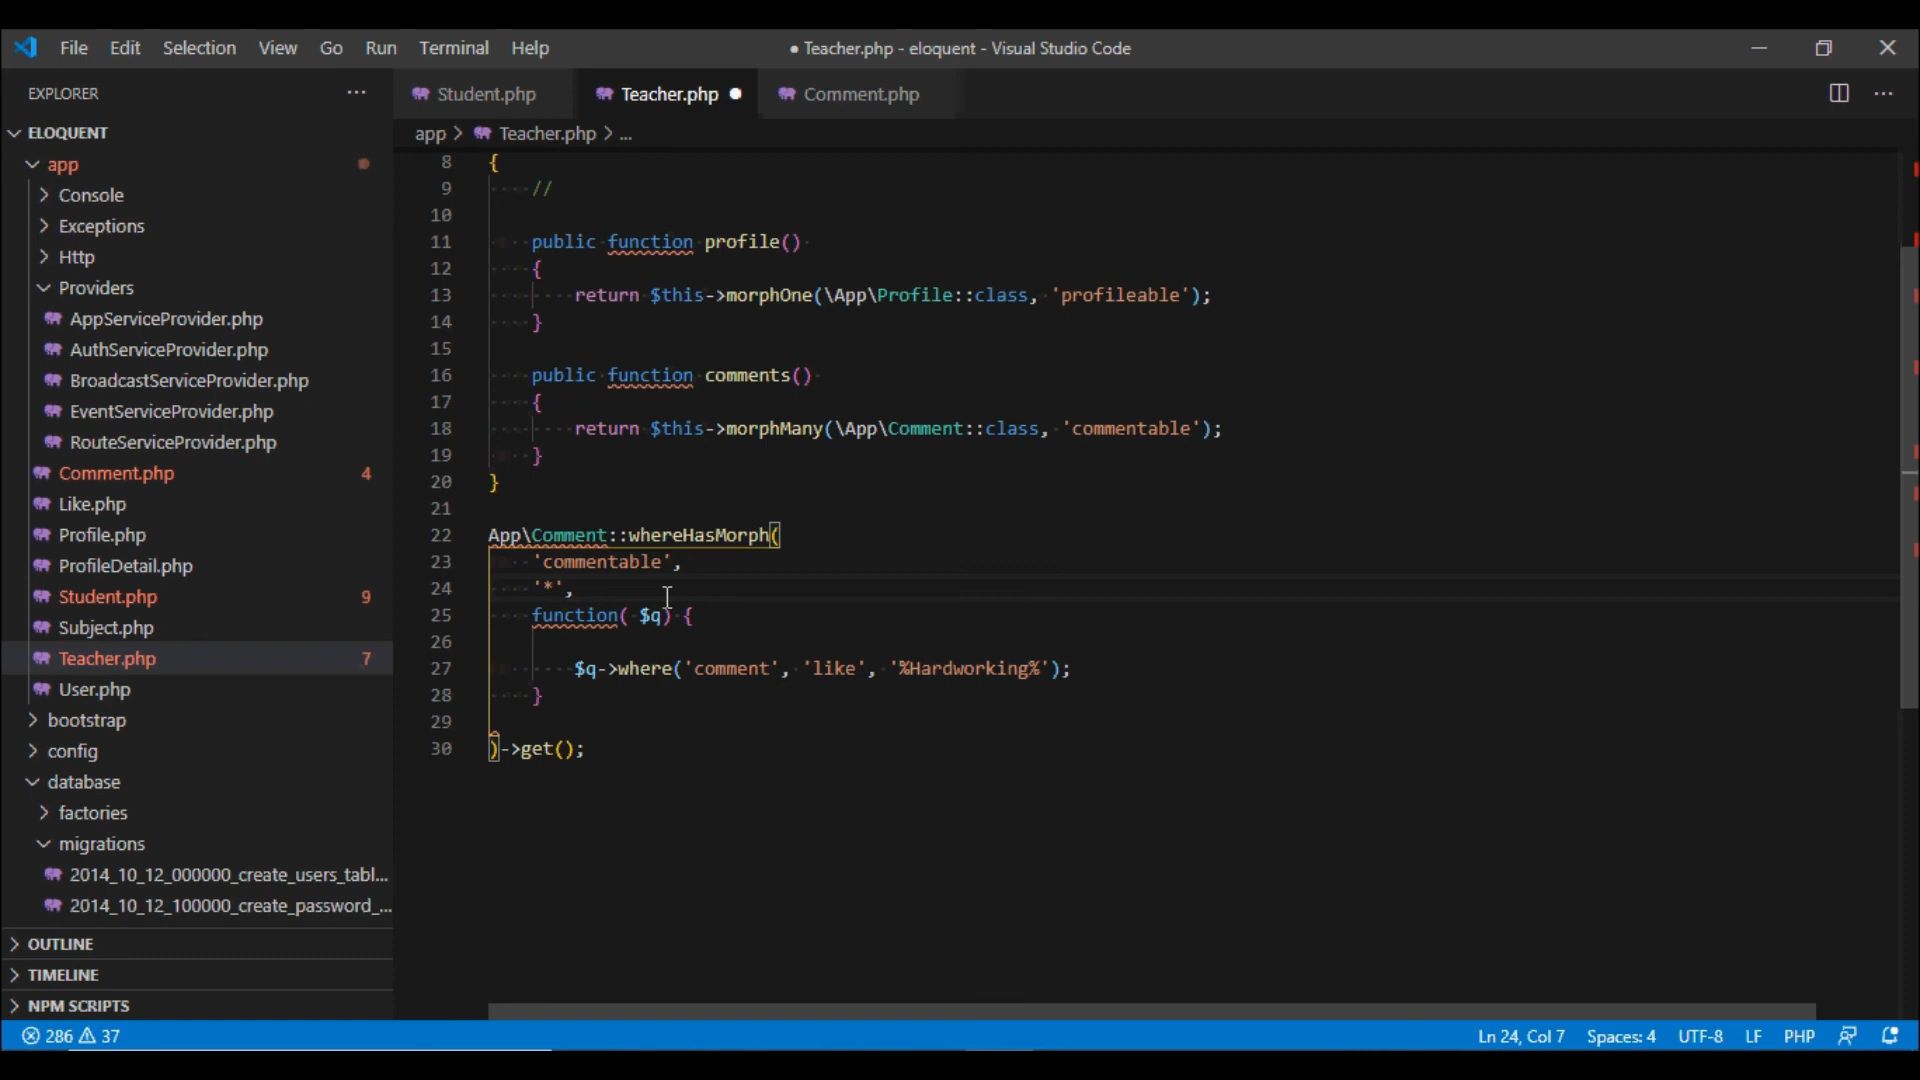 File Edit Selection View Go Run Terminal Help
● Teacher.php - eloquent - Visual Studio Code
EXPLORER ...
Student.php Teacher.php ● Comment.php
ELOQUENT
app > Teacher.php > ...
app
Console
Exceptions
Http
Providers
AppServiceProvider.php
AuthServiceProvider.php
BroadcastServiceProvider.php
EventServiceProvider.php
RouteServiceProvider.php
Comment.php 4
Like.php
Profile.php
ProfileDetail.php
Student.php 9
Subject.php
Teacher.php 7
User.php
bootstrap
config
database
factories
migrations
2014_10_12_000000_create_users_tabl...
2014_10_12_100000_create_password_...
OUTLINE
TIMELINE
NPM SCRIPTS
8 {
9 //
10
11 public function profile()
12 {
13 return $this->morphOne(\App\Profile::class, 'profileable');
14 }
15
16 public function comments()
17 {
18 return $this->morphMany(\App\Comment::class, 'commentable');
19 }
20 }
21
22 App\Comment::whereHasMorph(
23 'commentable',
24 '*',
25 function( $q) {
26
27 $q->where('comment', 'like', '%Hardworking%');
28 }
29
30 )->get();
286 37
Ln 24, Col 7 Spaces: 4 UTF-8 LF PHP